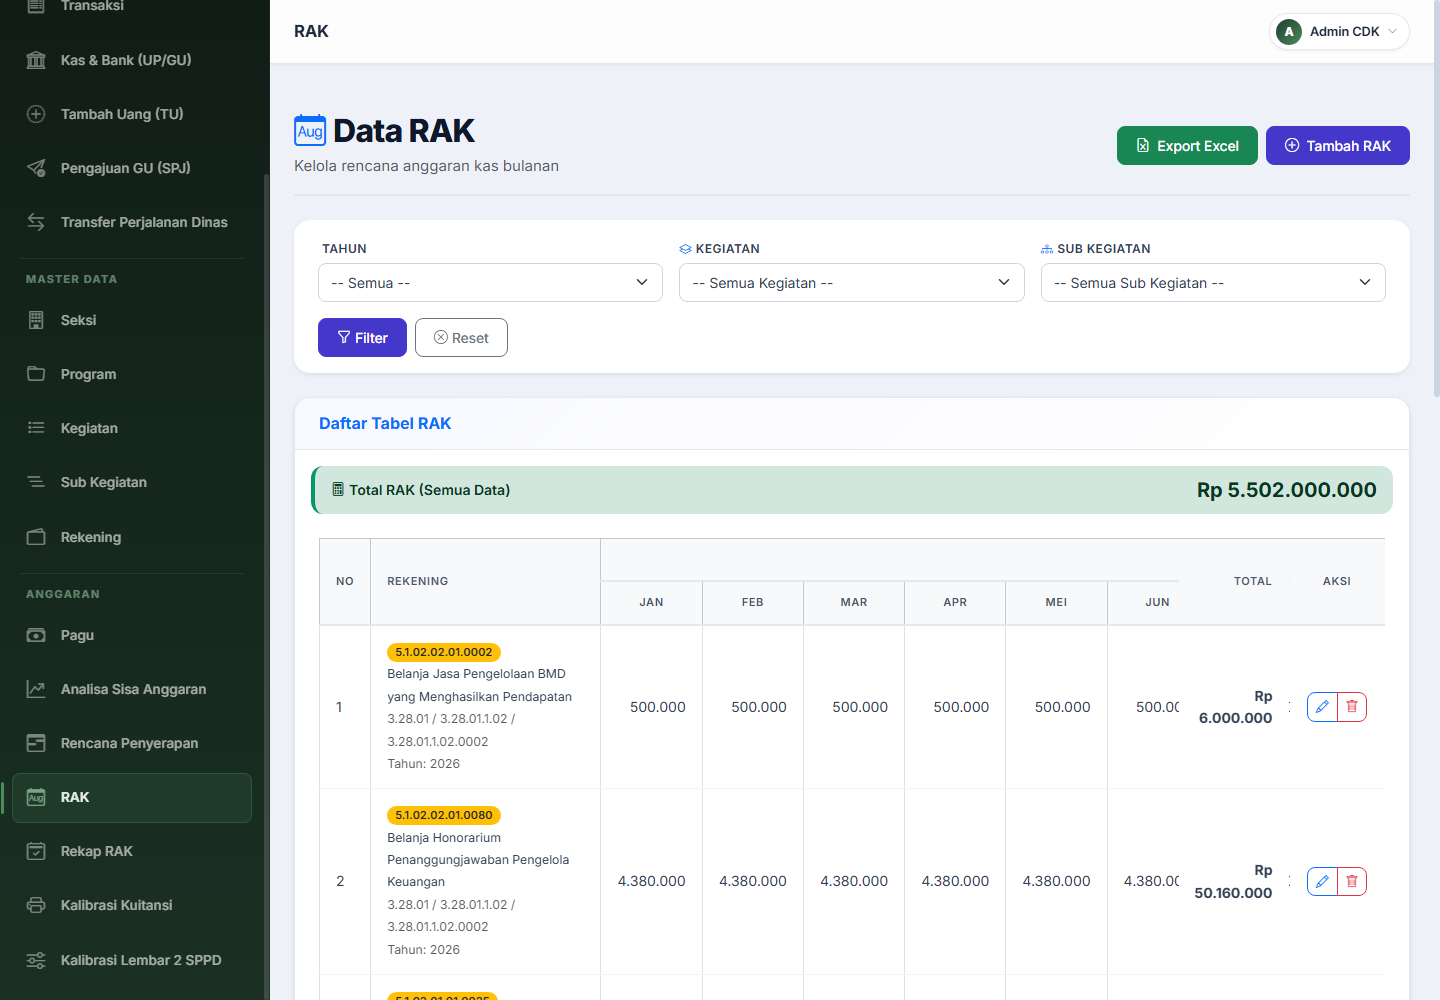 Transaksi
Kas & Bank (UP/GU)
Tambah Uang (TU)
Pengajuan GU (SPJ)
Transfer Perjalanan Dinas
MASTER DATA
Seksi
Program
Kegiatan
Sub Kegiatan
Rekening
ANGGARAN
Pagu
Analisa Sisa Anggaran
Rencana Penyerapan
Aug RAK
Rekap RAK
Kalibrasi Kuitansi
Kalibrasi Lembar 2 SPPD
RAK
A Admin CDK
Aug Data RAK
Kelola rencana anggaran kas bulanan
Export Excel
Tambah RAK
TAHUN
-- Semua --
KEGIATAN
-- Semua Kegiatan --
SUB KEGIATAN
-- Semua Sub Kegiatan --
Filter
Reset
Daftar Tabel RAK
Total RAK (Semua Data)
Rp 5.502.000.000
NO REKENING JAN FEB MAR APR MEI JUN TOTAL AKSI
1
5.1.02.02.01.0002
Belanja Jasa Pengelolaan BMD
yang Menghasilkan Pendapatan
3.28.01 / 3.28.01.1.02 /
3.28.01.1.02.0002
Tahun: 2026
500.000 500.000 500.000 500.000 500.000 500.00
Rp
6.000.000
2
5.1.02.02.01.0080
Belanja Honorarium
Penanggungjawaban Pengelola
Keuangan
3.28.01 / 3.28.01.1.02 /
3.28.01.1.02.0002
Tahun: 2026
4.380.000 4.380.000 4.380.000 4.380.000 4.380.000 4.380.00
Rp
50.160.000